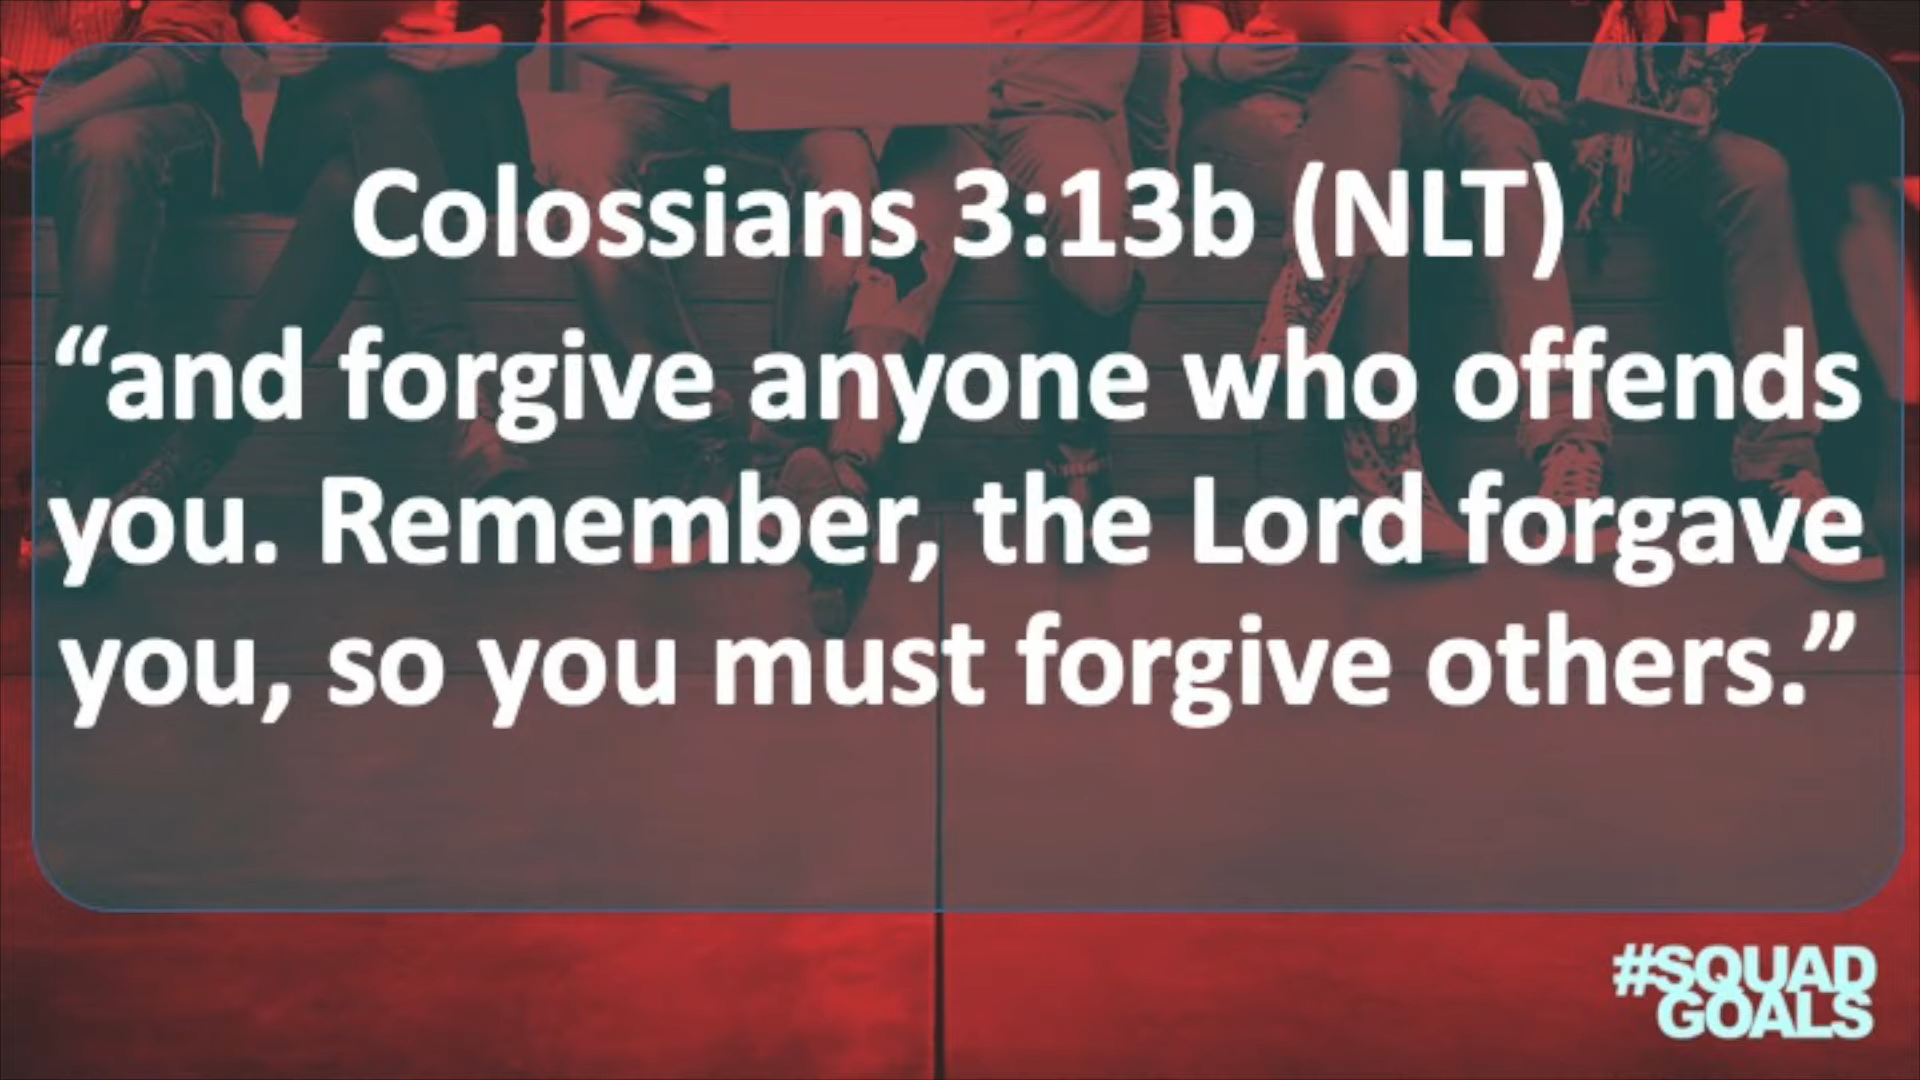 Colossians 3:13b (NLT)
“and forgive anyone who offends
you. Remember, the Lord forgave
you, so you must forgive others.”
#SQUAD
GOALS